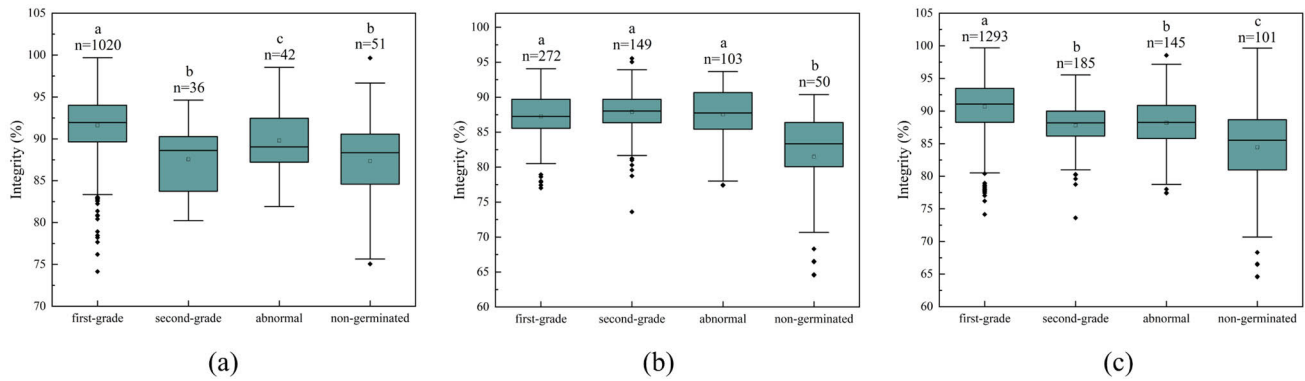 a
n=1020
b
n=36
c
n=42
b
n=51
105
100
95
90
85
80
75
70
Integrity (%)
first-grade second-grade abnormal non-germinated
(a)
a
n=272
a
n=149
a
n=103
b
n=50
100
95
90
85
80
75
70
65
60
Integrity (%)
first-grade second-grade abnormal non-germinated
(b)
a
n=1293
b
n=185
b
n=145
c
n=101
105
100
95
90
85
80
75
70
65
60
Integrity (%)
first-grade second-grade abnormal non-germinated
(c)